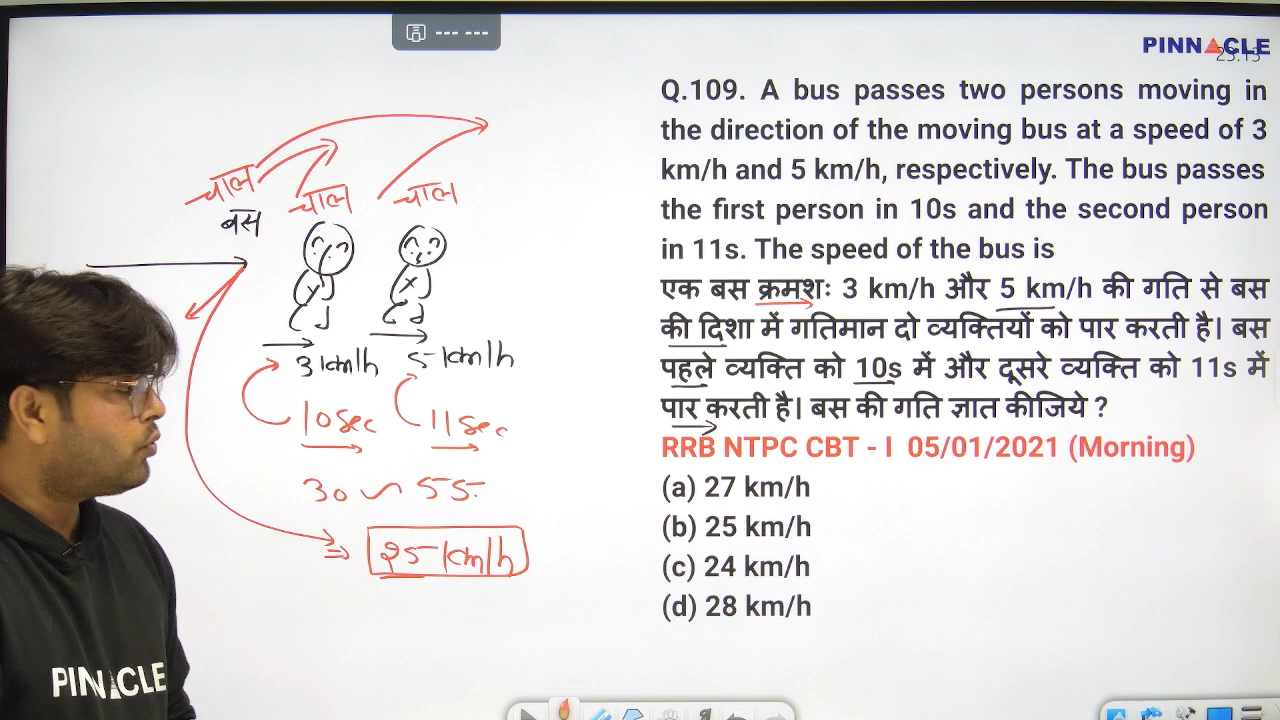 PINNACLE
Q.109. A bus passes two persons moving in
the direction of the moving bus at a speed of 3
km/h and 5 km/h, respectively. The bus passes
the first person in 10s and the second person
in 11s. The speed of the bus is
एक बस क्रमशः 3 km/h और 5 km/h की गति से बस
की दिशा में गतिमान दो व्यक्तियों को पार करती है। बस
पहले व्यक्ति को 10s में और दूसरे व्यक्ति को 11s में
पार करती है। बस की गति ज्ञात कीजिये ?
RRB NTPC CBT - I 05/01/2021 (Morning)
(a) 27 km/h
(b) 25 km/h
(c) 24 km/h
(d) 28 km/h
चाल चाल चाल
बस
3 km/h 5 km/h
10 Sec 11 Sec
30 ~ 55
⇒ 25 km/h
PINNACLE